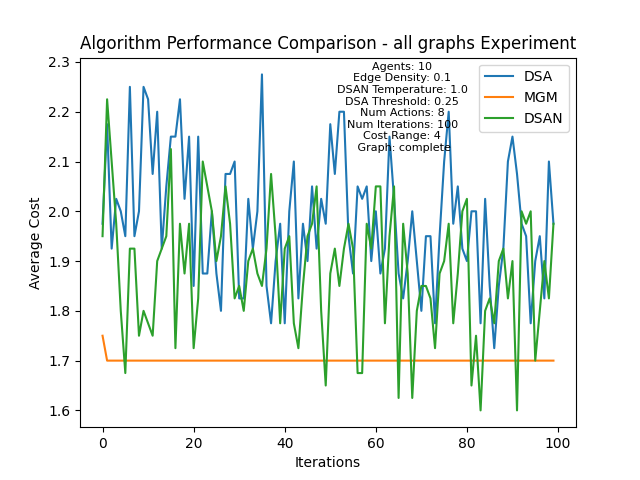 Algorithm Performance Comparison - all graphs Experiment
Agents: 10
Edge Density: 0.1
DSAN Temperature: 1.0
DSA Threshold: 0.25
Num Actions: 8
Num Iterations: 100
Cost Range: 4
Graph: complete
DSA
MGM
DSAN
2.3
2.2
2.1
2.0
1.9
1.8
1.7
1.6
Average Cost
0
20
40
60
80
100
Iterations